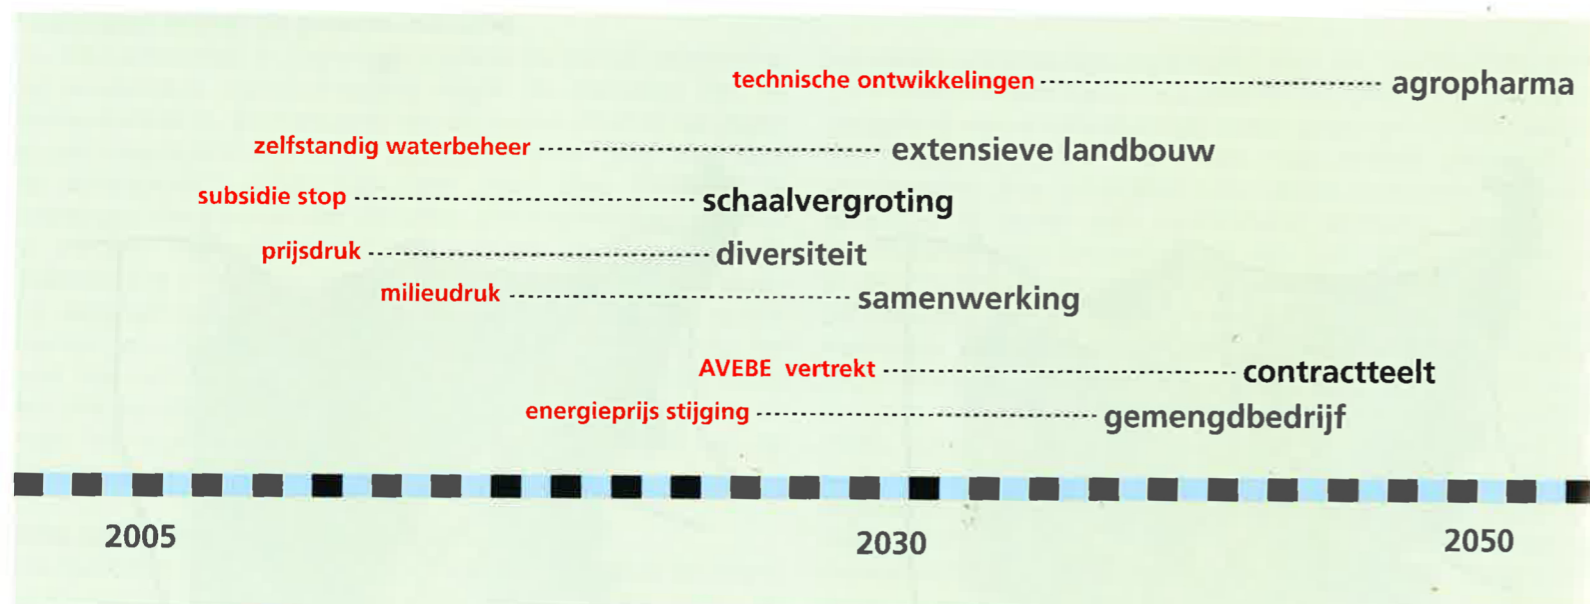 technische ontwikkelingen agropharma
zelfstandig waterbeheer extensieve landbouw
subsidie stop schaalvergroting
prijsdruk diversiteit
milieudruk samenwerking
AVEBE vertrekt contractteelt
energieprijs stijging gemengdbedrijf
2005 2030 2050